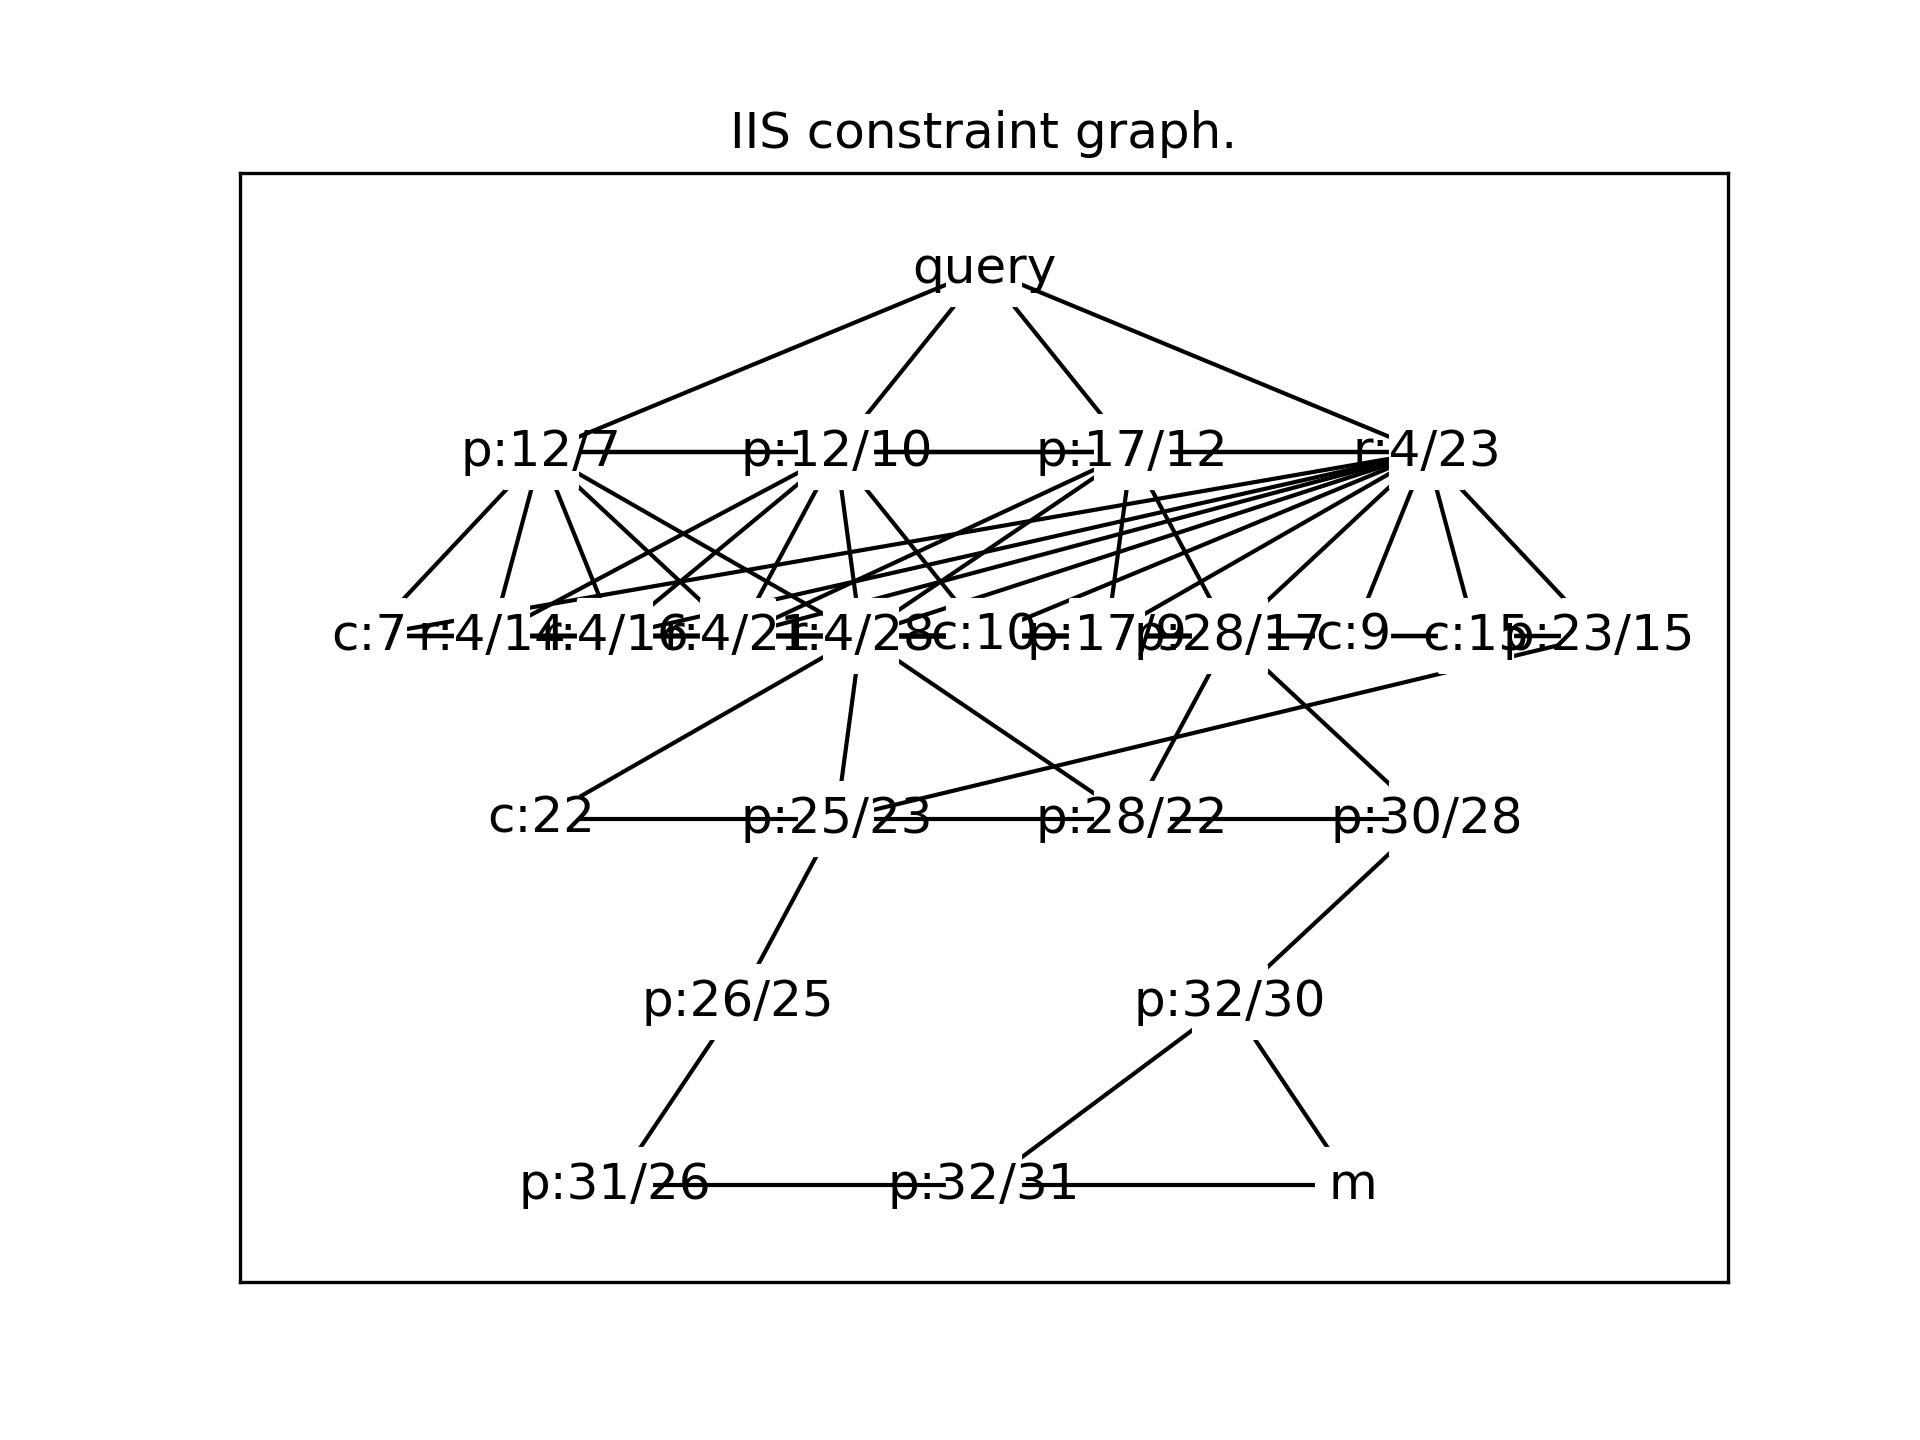 IIS constraint graph.
query
p:12/7 p:12/10 p:17/12 r:4/23
c:7 r:4/14 r:4/16 r:4/21 r:4/28 c:10 p:17/9 p:28/17 c:9 c:15 p:23/15
c:22 p:25/23 p:28/22 p:30/28
p:26/25 p:32/30
p:31/26 p:32/31 m